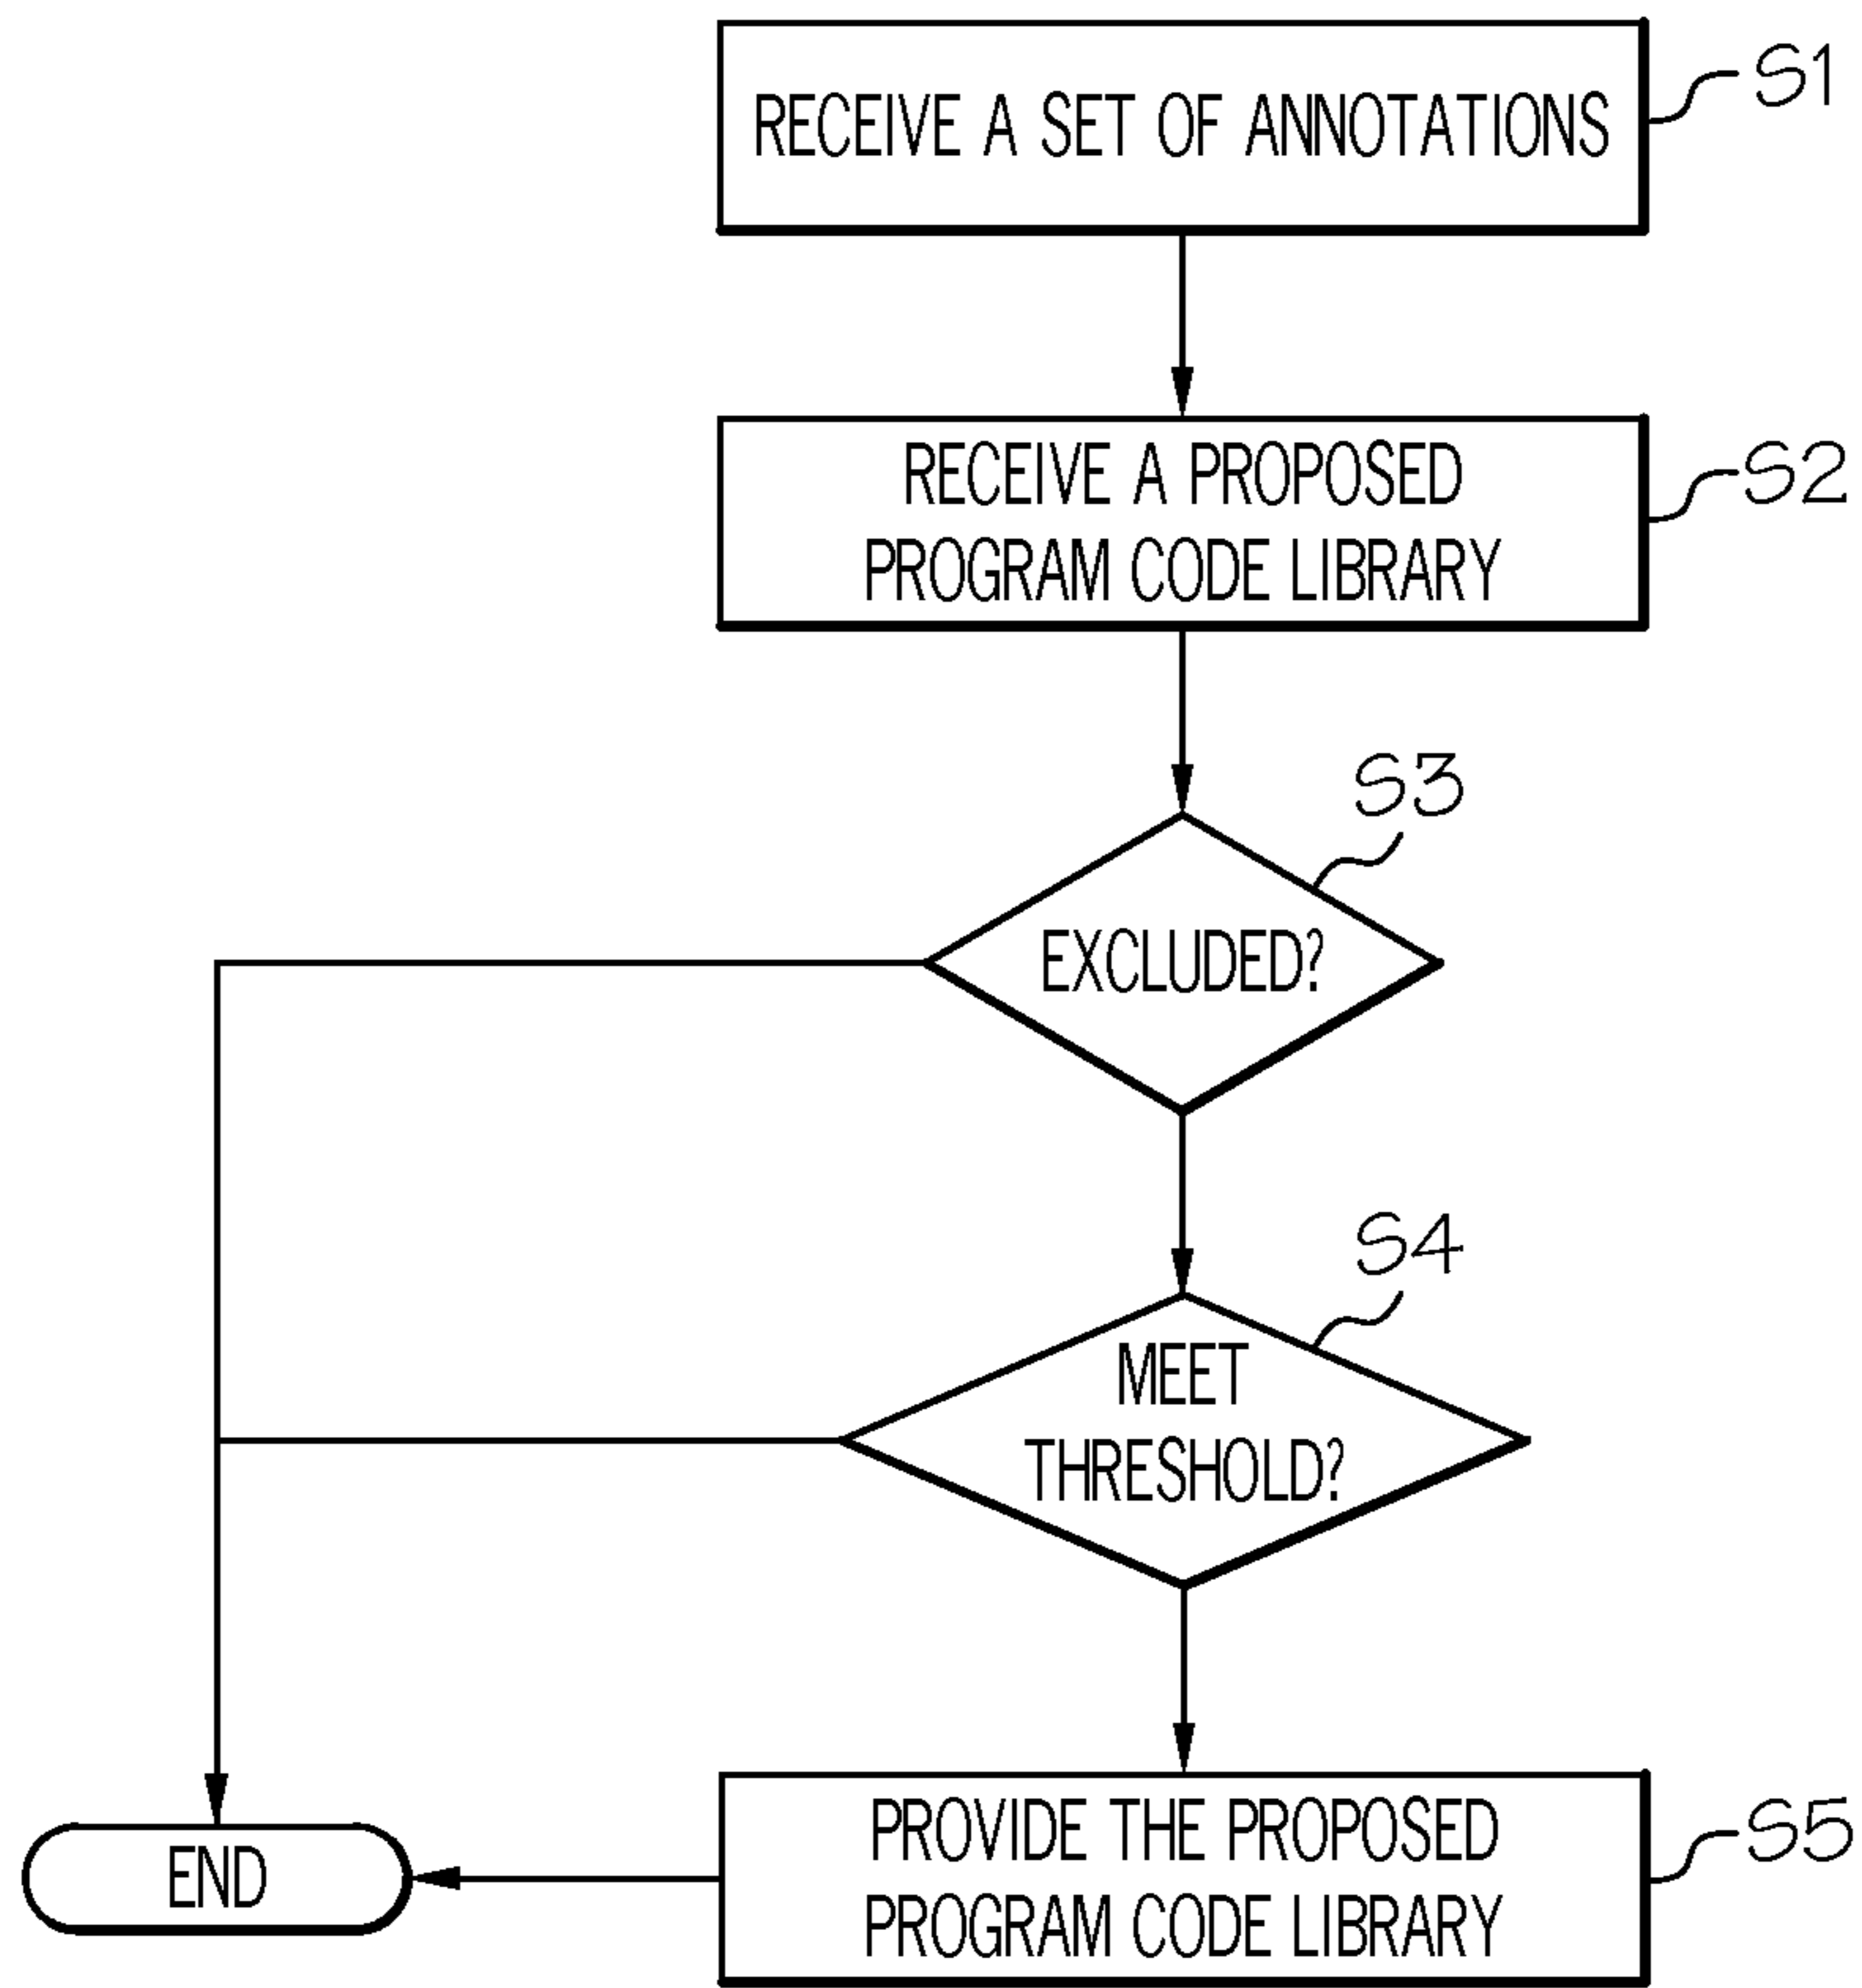 RECEIVE A SET OF ANNOTATIONS
S1
RECEIVE A PROPOSED
PROGRAM CODE LIBRARY
S2
S3
EXCLUDED?
S4
MEET
THRESHOLD?
PROVIDE THE PROPOSED
PROGRAM CODE LIBRARY
S5
END